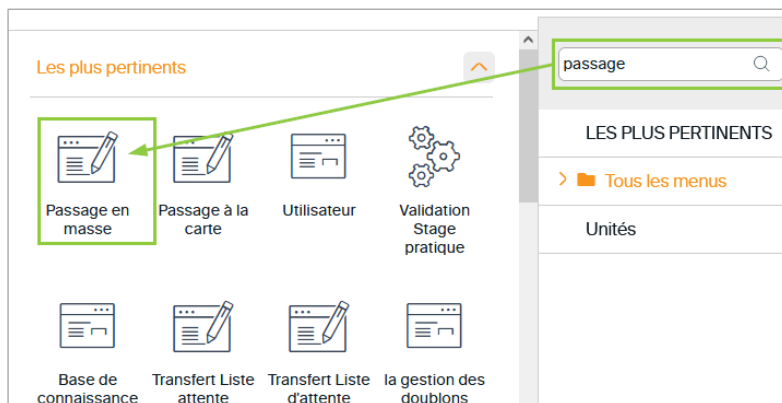 Les plus pertinents
Passage en
masse
Passage à la
carte
Utilisateur
Validation
Stage
pratique
Base de
connaissance
Transfert Liste
attente
Transfert Liste
d'attente
la gestion des
doublons
passage
LES PLUS PERTINENTS
Tous les menus
Unités